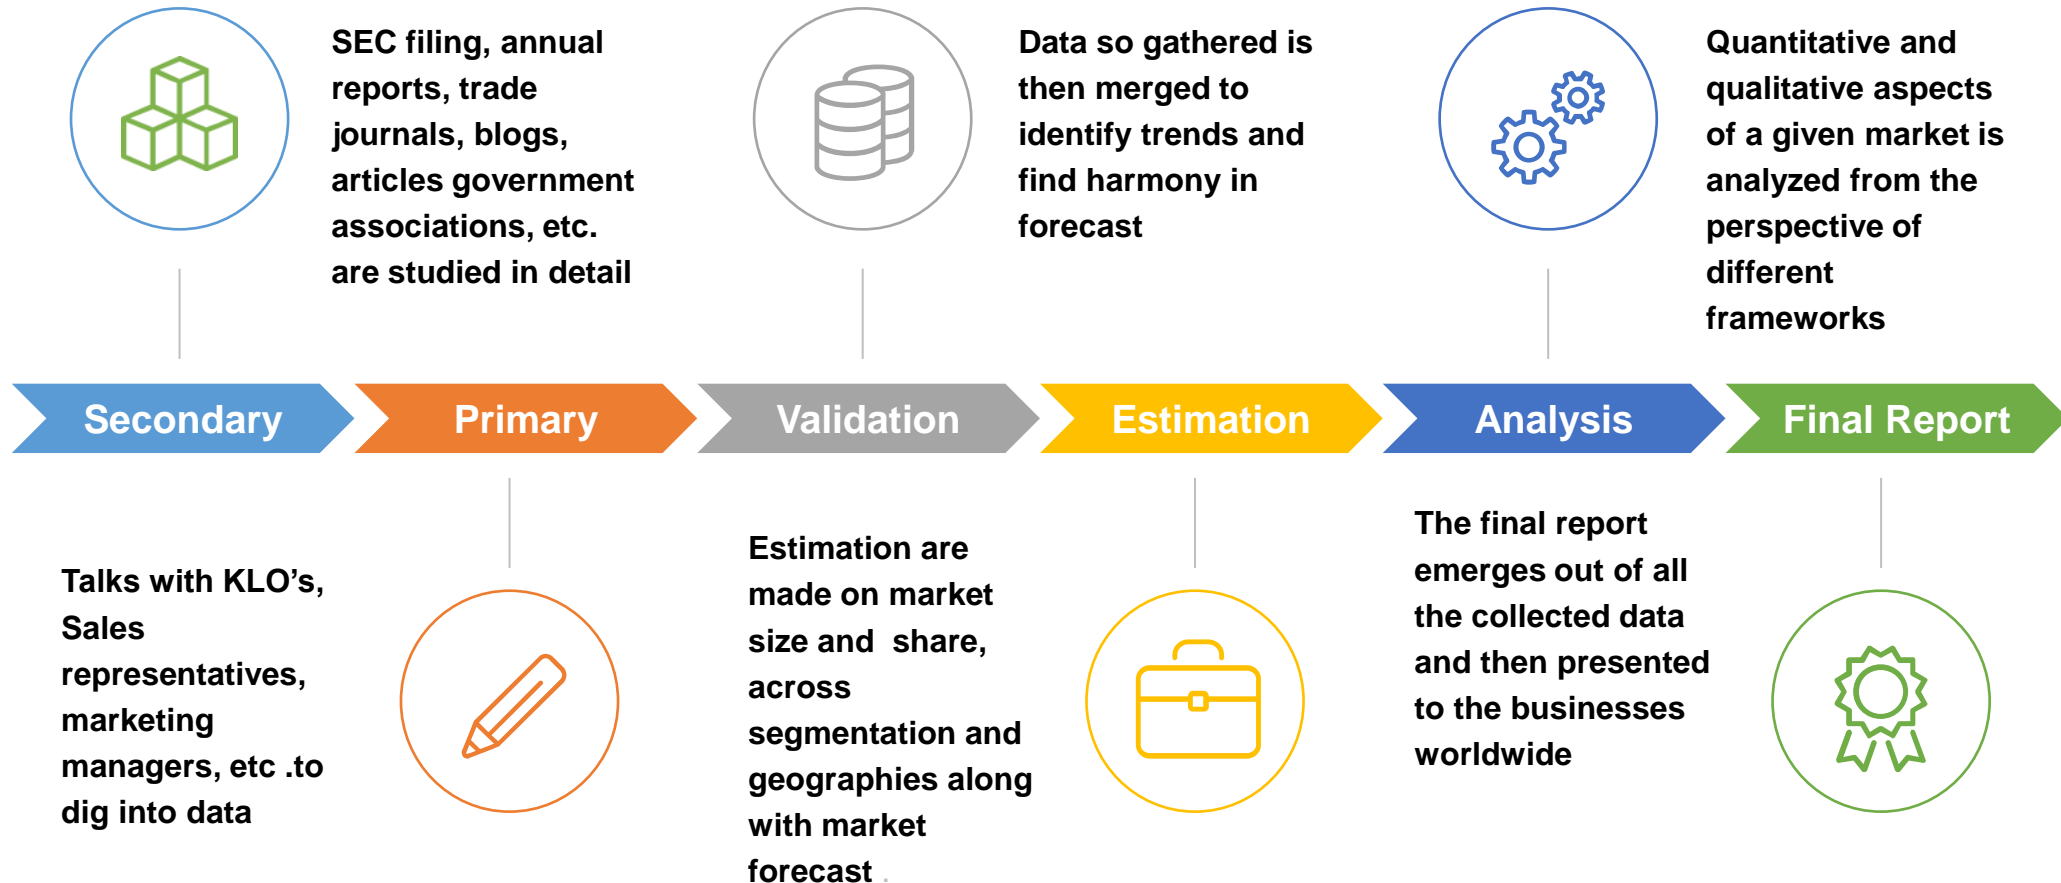 SEC filing, annual
reports, trade
journals, blogs,
articles government
associations, etc.
are studied in detail
Data so gathered is
then merged to
identify trends and
find harmony in
forecast
Quantitative and
qualitative aspects
of a given market is
analyzed from the
perspective of
different
frameworks
Secondary
Primary
Validation
Estimation
Analysis
Final Report
Talks with KLO’s,
Sales
representatives,
marketing
managers, etc .to
dig into data
Estimation are
made on market
size and  share,
across
segmentation and
geographies along
with market
forecast .
The final report
emerges out of all
the collected data
and then presented
to the businesses
worldwide